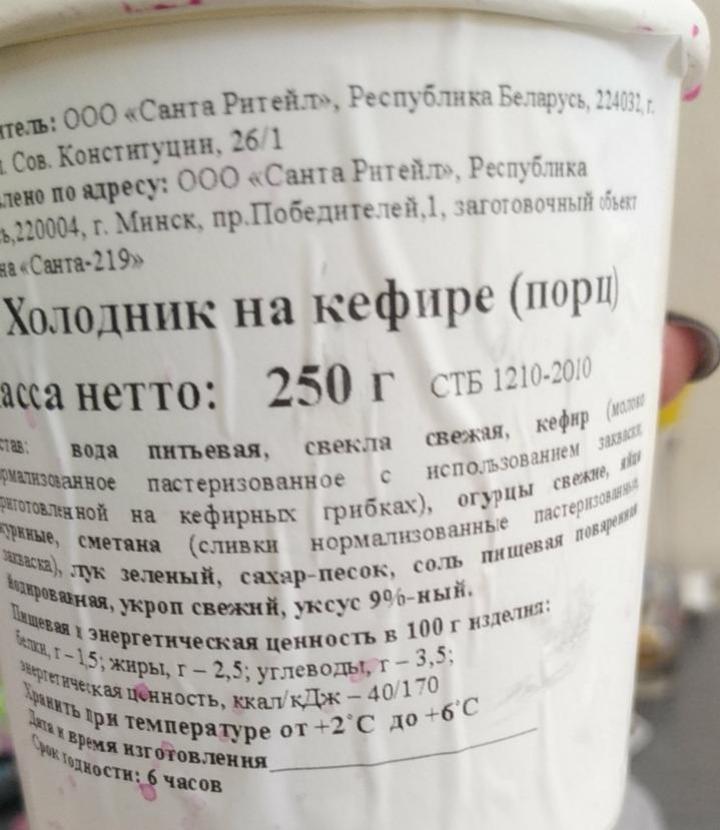 итель: ООО «Санта Ритейл», Республика Беларусь, 224032, г.
. Сов. Конституции, 26/1
лено по адресу: ООО «Санта Ритейл», Республика
ь,220004, г. Минск, пр.Победителей,1, заготовочный объект
на «Санта-219»
Холодник на кефире (порц)
асса нетто: 250 г СТБ 1210-2010
став: вода питьевая, свекла свежая, кефир (молоко
ормализованное пастеризованное с использованием закваски,
риготовленной на кефирных грибках), огурцы свежие, яйца
куриные, сметана (сливки нормализованные пастеризованные,
закваска), лук зеленый, сахар-песок, соль пищевая поваренная
йодированная, укроп свежий, уксус 9%-ный.
Пищевая и энергетическая ценность в 100 г изделия:
белки, г – 1,5; жиры, г – 2,5; углеводы, г – 3,5;
энергетическая ценность, ккал/кДж – 40/170
Хранить при температуре от +2˚С до +6˚С
Дата и время изготовления
Срок годности: 6 часов